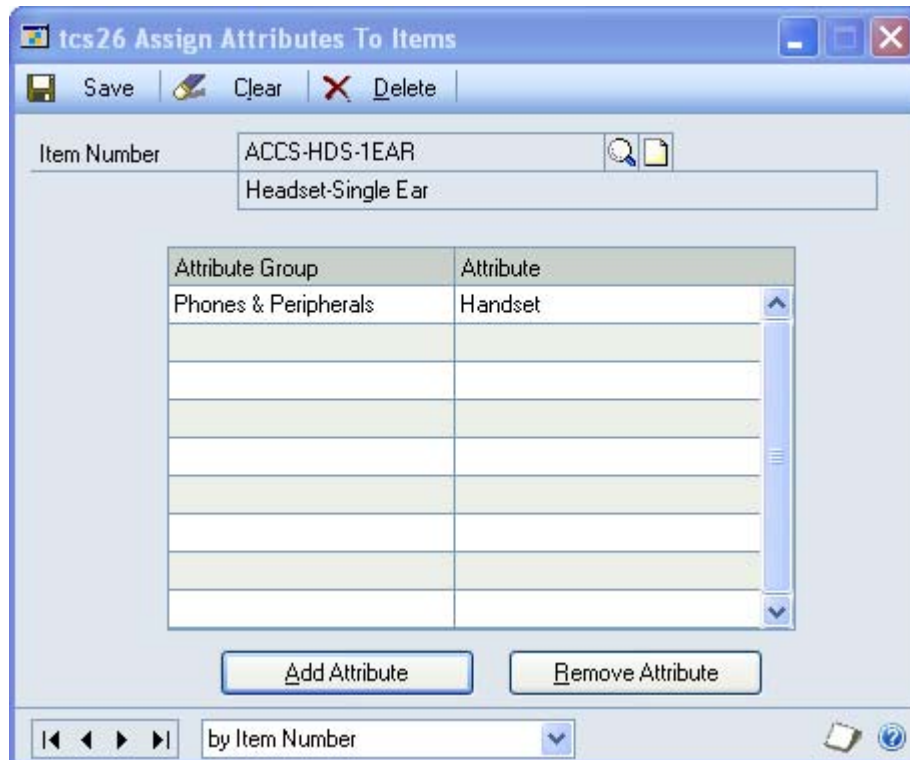 tcs26 Assign Attributes To Items
Save Clear Delete
Item Number ACCS-HDS-1EAR
Headset-Single Ear
Attribute Group Attribute
Phones & Peripherals Handset
Add Attribute Remove Attribute
by Item Number